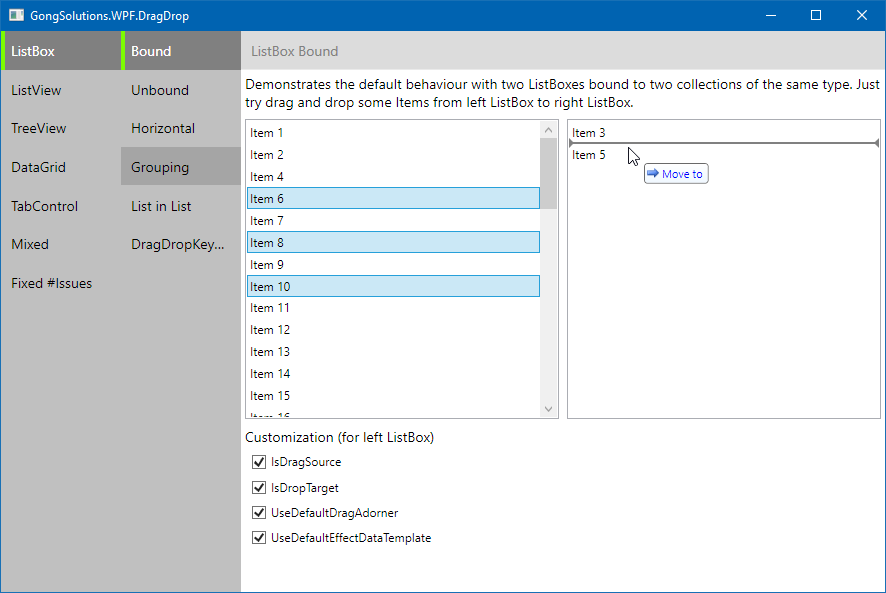 GongSolutions.WPF.DragDrop
ListBox
ListView
TreeView
DataGrid
TabControl
Mixed
Fixed #Issues
Bound
Unbound
Horizontal
Grouping
List in List
DragDropKey...
ListBox Bound
Demonstrates the default behaviour with two ListBoxes bound to two collections of the same type. Just
try drag and drop some Items from left ListBox to right ListBox.
Item 1
Item 2
Item 4
Item 6
Item 7
Item 8
Item 9
Item 10
Item 11
Item 12
Item 13
Item 14
Item 15
Item 16
Item 3
Item 5
Move to
Customization (for left ListBox)
IsDragSource
IsDropTarget
UseDefaultDragAdorner
UseDefaultEffectDataTemplate